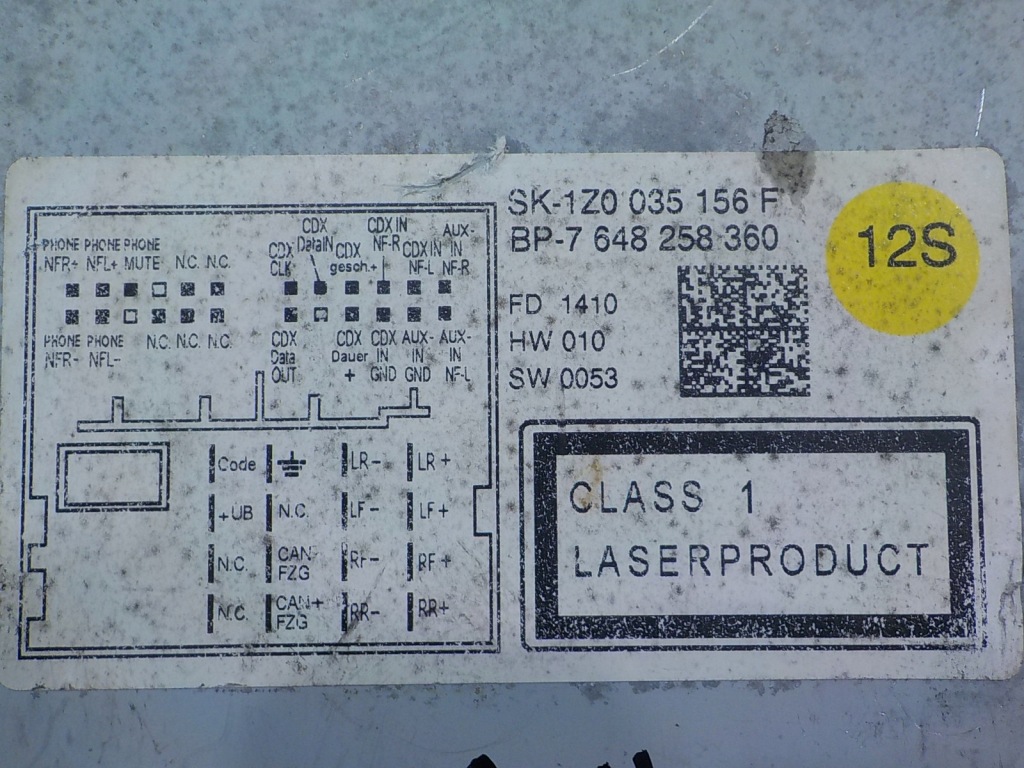 SK-1Z0 035 156 F
BP-7 648 258 360
12S
FD 1410
HW 010
SW 0053
CLASS 1
LASERPRODUCT
PHONE PHONE PHONE
NFR+ NFL+ MUTE N.C. N.C.
CDX CLK
CDX DataIN
CDX gesch.+
CDX IN NF-R
CDX IN NF-L
AUX-IN NF-R
PHONE PHONE
NFR- NFL- N.C. N.C. N.C.
CDX Data OUT
CDX Dauer +
CDX IN GND
AUX-IN GND
AUX-IN NF-L
Code LR- LR+
+UB N.C. LF- LF+
N.C. CAN-FZG RF- RF+
N.C. CAN+FZG RR- RR+